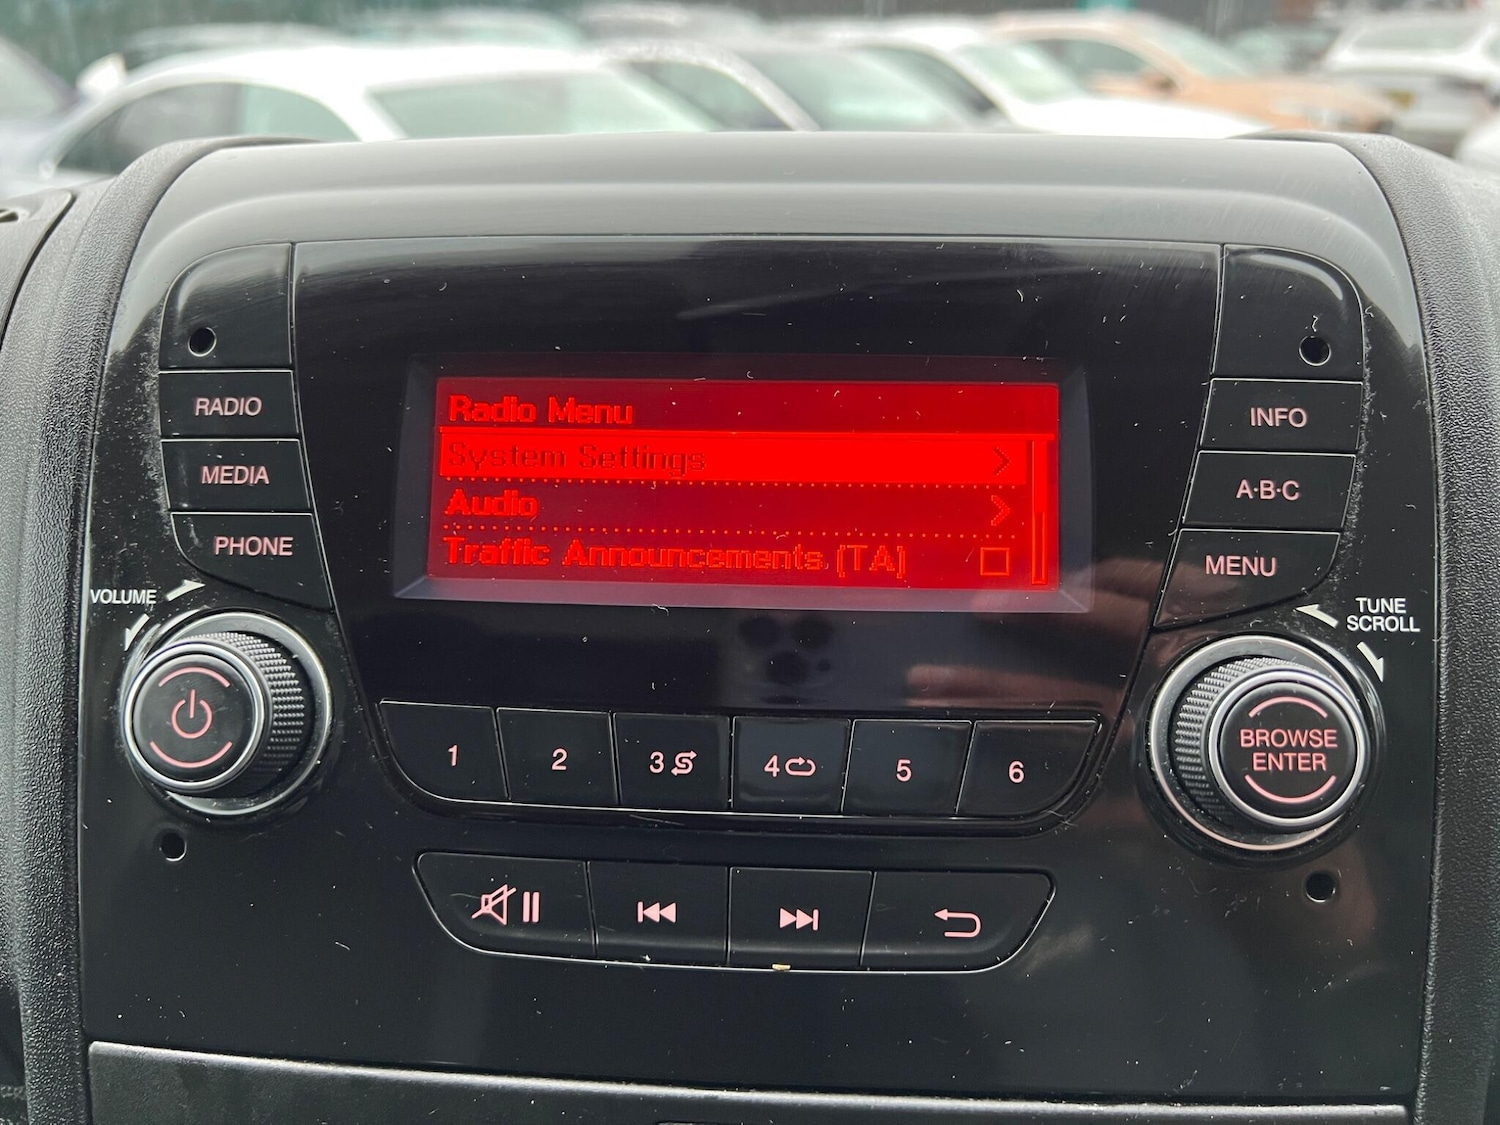 Radio Menu
System Settings
Audio
Traffic Announcements (TA)
RADIO
MEDIA
PHONE
VOLUME
INFO
A·B·C
MENU
TUNE
SCROLL
BROWSE
ENTER
1
2
3
4
5
6